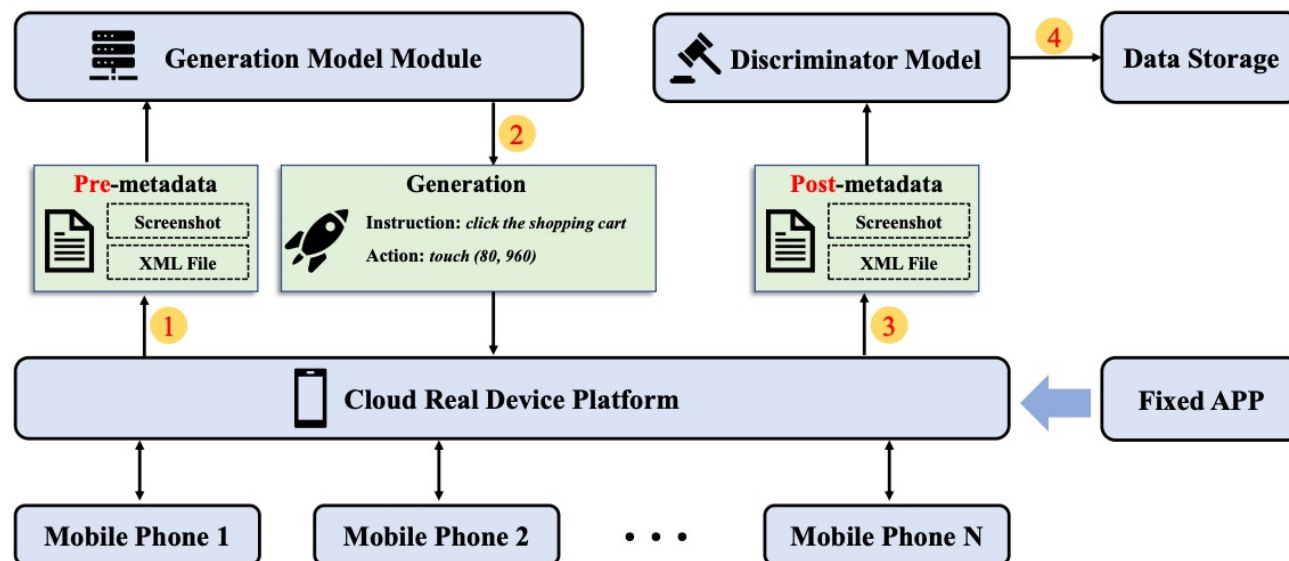 Generation Model Module
Discriminator Model
4
Data Storage
2
Pre-metadata
Screenshot
XML File
Generation
Instruction: click the shopping cart
Action: touch (80, 960)
Post-metadata
Screenshot
XML File
1
3
Cloud Real Device Platform
Fixed APP
Mobile Phone 1
Mobile Phone 2
• • •
Mobile Phone N